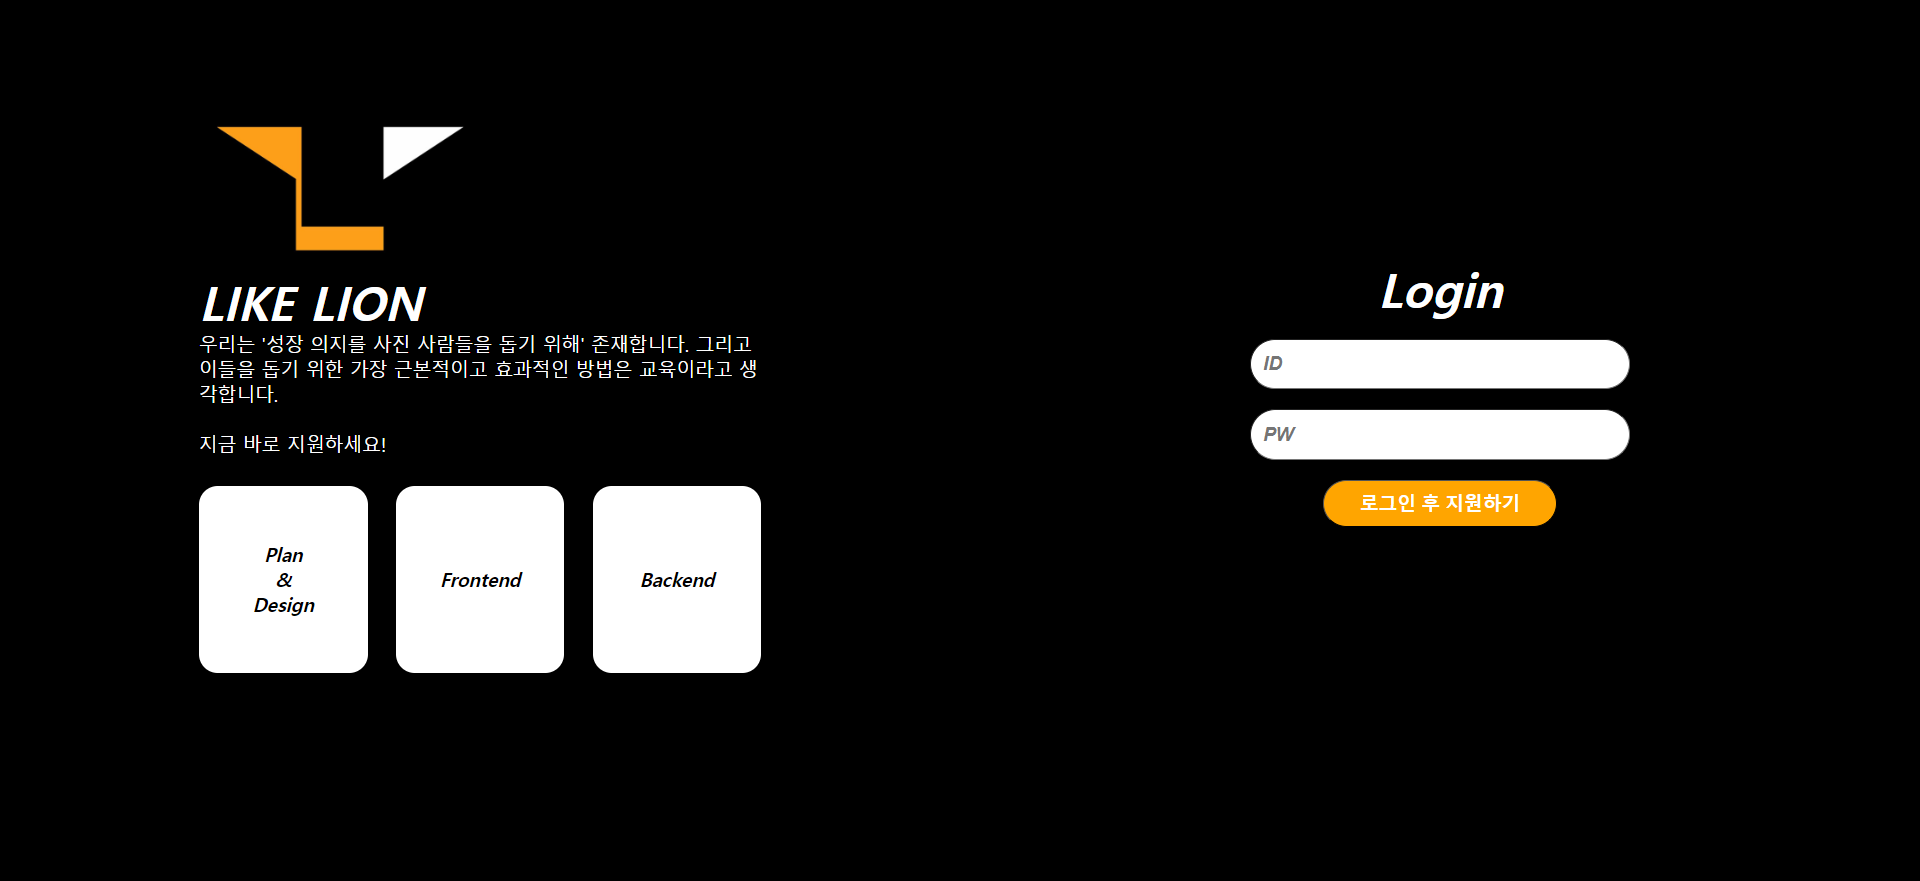 LIKE LION
우리는 '성장 의지를 사진 사람들을 돕기 위해' 존재합니다. 그리고
이들을 돕기 위한 가장 근본적이고 효과적인 방법은 교육이라고 생
각합니다.
지금 바로 지원하세요!
Plan
&
Design
Frontend
Backend
Login
ID
PW
로그인 후 지원하기